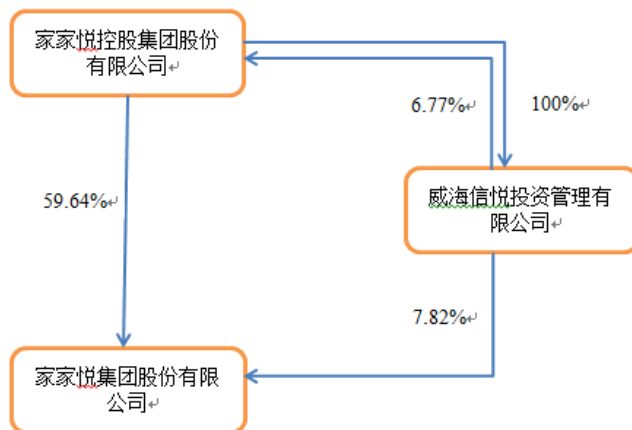 家家悦控股集团股份
有限公司↵
6.77%↵
100%↵
59.64%↵
威海信悦投资管理有
限公司↵
7.82%↵
家家悦集团股份有限
公司↵